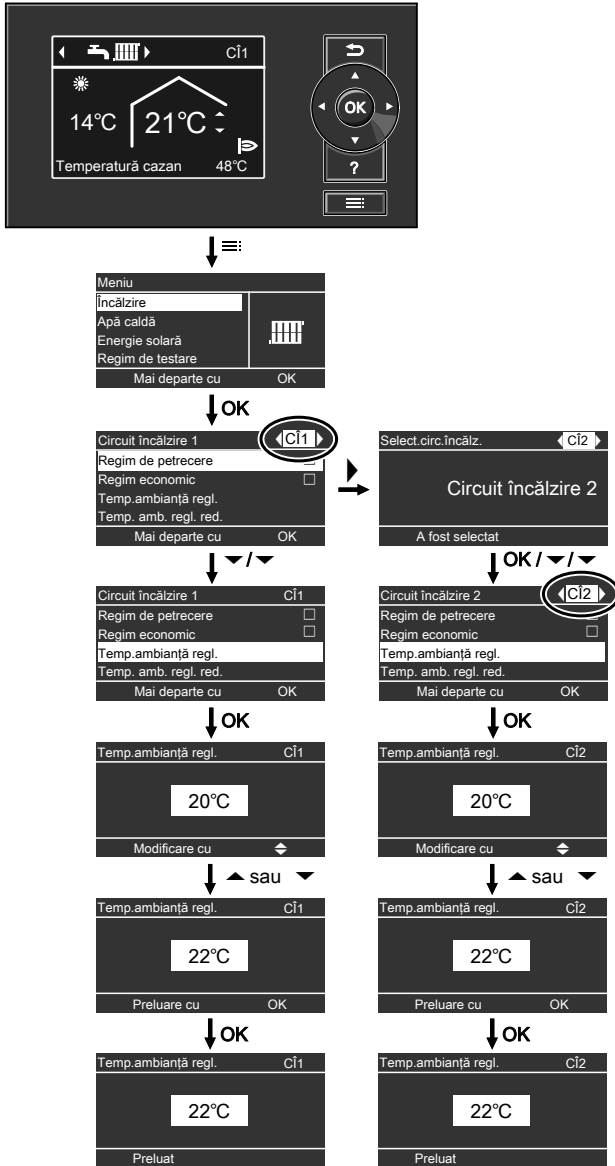 CÎ1
14°C 21°C
Temperatură cazan 48°C
OK
?
Meniu
Încălzire
Apă caldă
Energie solară
Regim de testare
Mai departe cu OK
OK
Circuit încălzire 1 CÎ1
Regim de petrecere
Regim economic
Temp.ambianță regl.
Temp. amb. regl. red.
Mai departe cu OK
Select.circ.încălz. CÎ2
Circuit încălzire 2
A fost selectat
/
OK / /
Circuit încălzire 1 CÎ1
Regim de petrecere
Regim economic
Temp.ambianță regl.
Temp. amb. regl. red.
Mai departe cu OK
Circuit încălzire 2 CÎ2
Regim de petrecere
Regim economic
Temp.ambianță regl.
Temp. amb. regl. red.
Mai departe cu OK
OK
OK
Temp.ambianță regl. CÎ1
20°C
Modificare cu
Temp.ambianță regl. CÎ2
20°C
Modificare cu
sau
sau
Temp.ambianță regl. CÎ1
22°C
Preluare cu OK
Temp.ambianță regl. CÎ2
22°C
Preluare cu OK
OK
OK
Temp.ambianță regl. CÎ1
22°C
Preluat
Temp.ambianță regl. CÎ2
22°C
Preluat